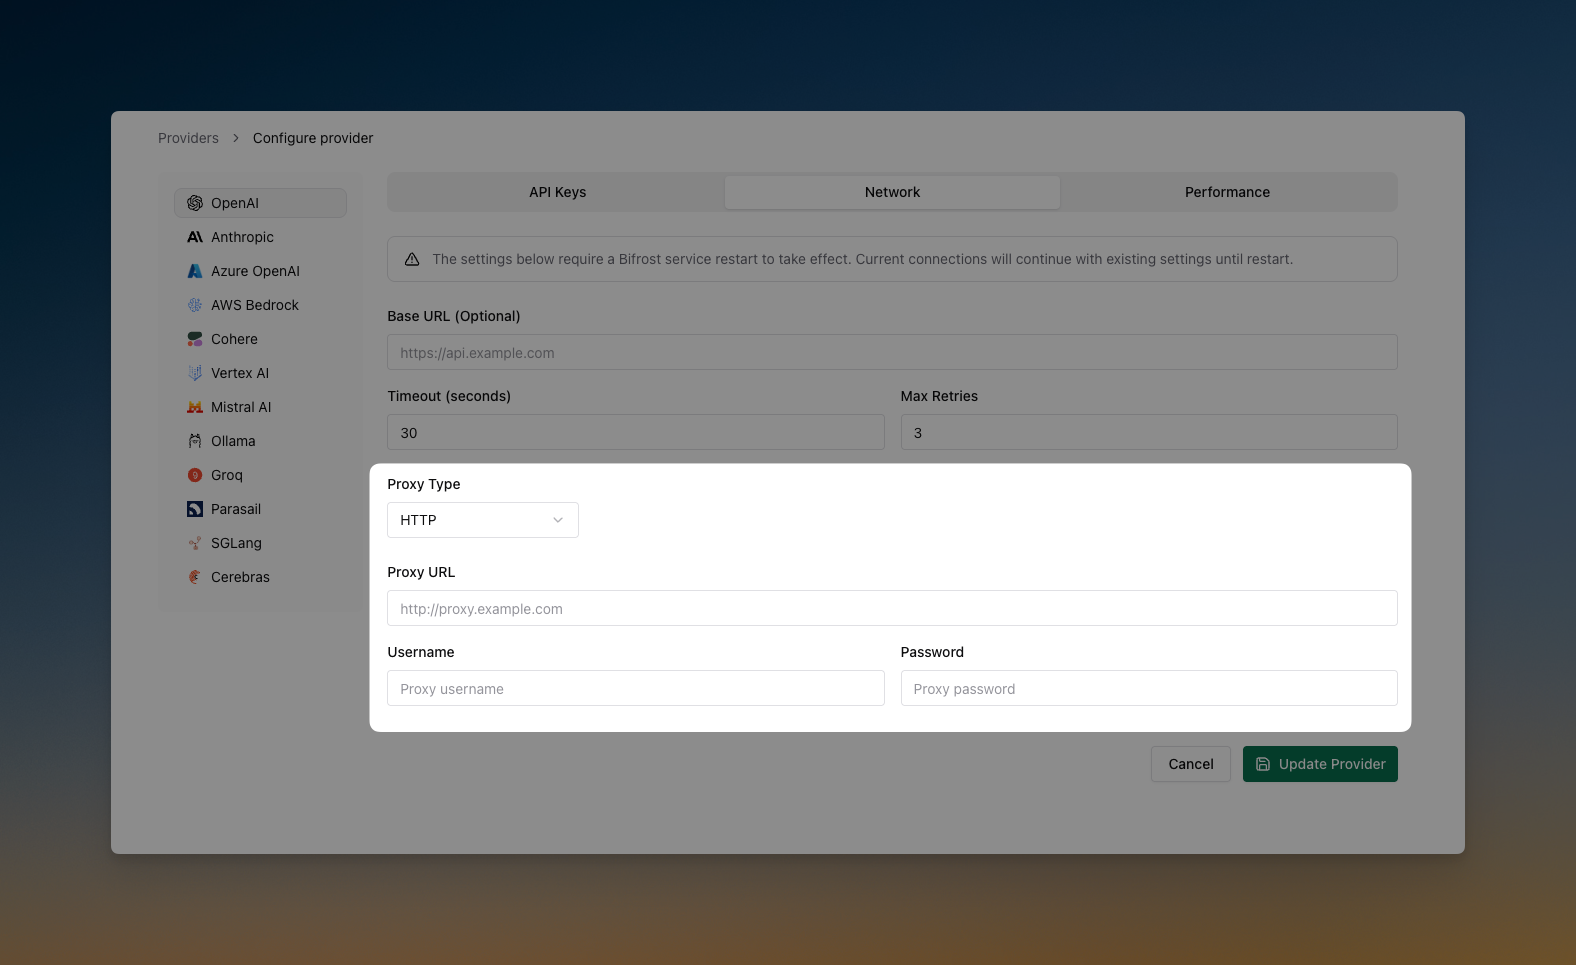 Providers > Configure provider
OpenAI
Anthropic
Azure OpenAI
AWS Bedrock
Cohere
Vertex AI
Mistral AI
Ollama
Groq
Parasail
SGLang
Cerebras
API Keys Network Performance
The settings below require a Bifrost service restart to take effect. Current connections will continue with existing settings until restart.
Base URL (Optional)
https://api.example.com
Timeout (seconds) Max Retries
30 3
Proxy Type
HTTP
Proxy URL
http://proxy.example.com
Username Password
Proxy username Proxy password
Cancel Update Provider